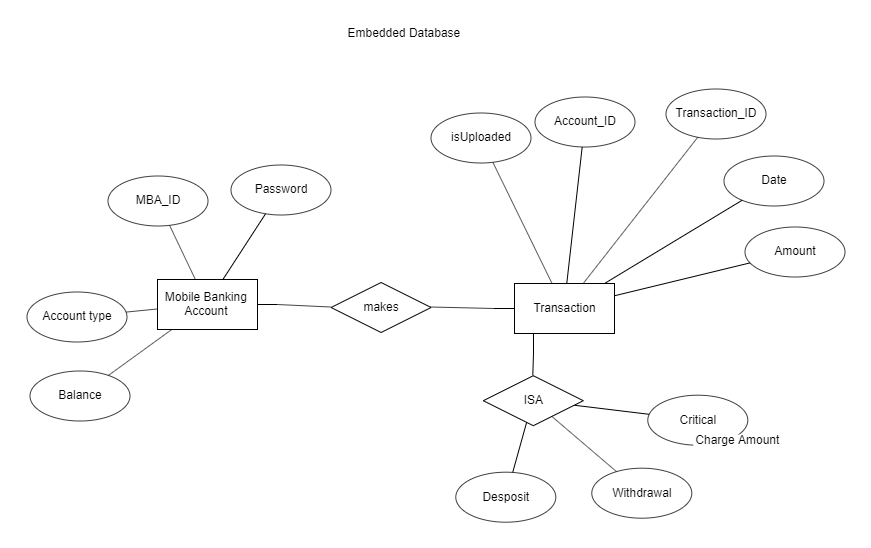 Embedded Database
isUploaded
Account_ID
Transaction_ID
MBA_ID
Password
Date
Amount
Mobile Banking
Account
makes
Transaction
Account type
Balance
ISA
Critical
Charge Amount
Desposit
Withdrawal